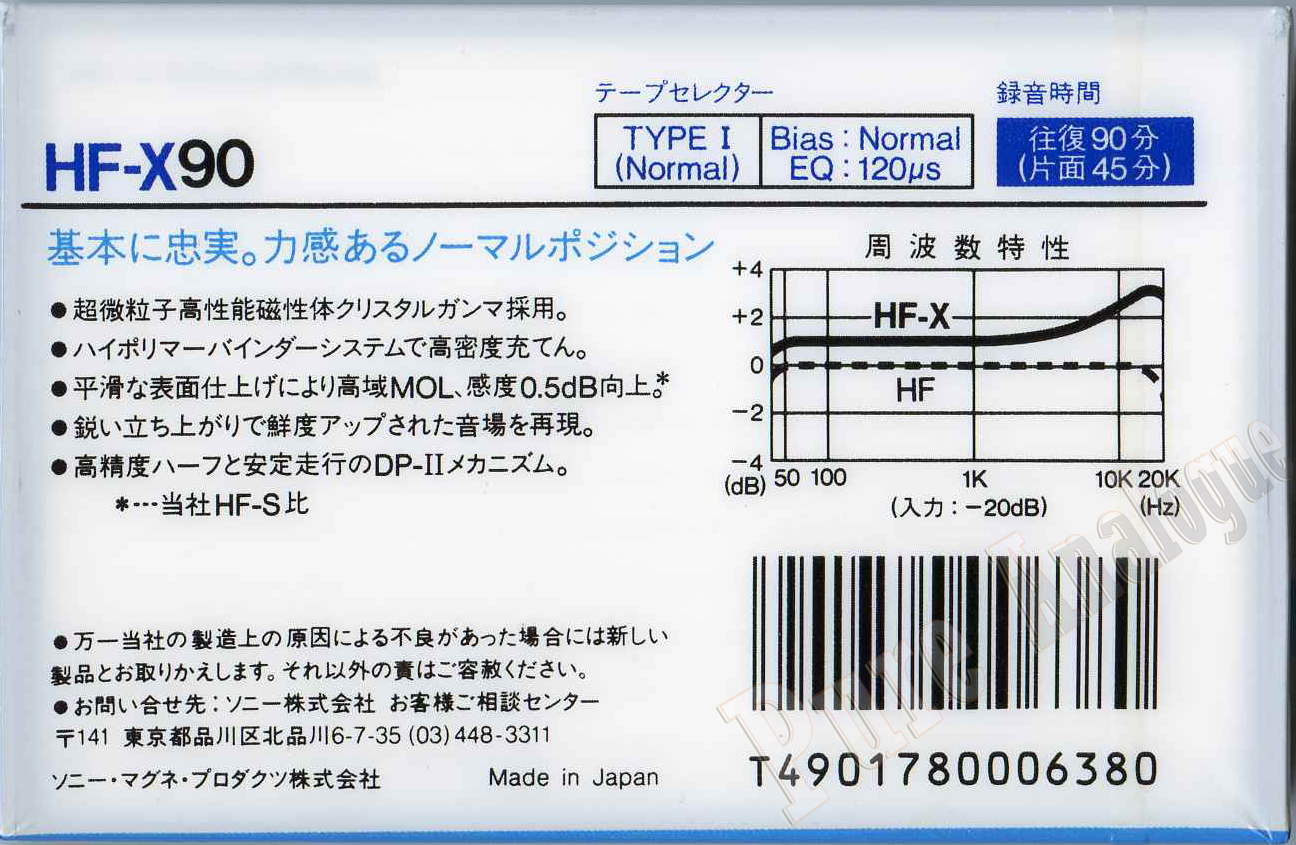 テープセレクター
録音時間
HF-X90
TYPE I
(Normal)
Bias : Normal
EQ : 120µs
往復90分
(片面45分)
基本に忠実。力感あるノーマルポジション
●超微粒子高性能磁性体クリスタルガンマ採用。
●ハイポリマーバインダーシステムで高密度充てん。
●平滑な表面仕上げにより高域MOL、感度0.5dB向上。*
●鋭い立ち上がりで鮮度アップされた音場を再現。
●高精度ハーフと安定走行のDP-IIメカニズム。
*…当社HF-S比
周波数特性
+4
+2
0
−2
−4
(dB)
HF-X
HF
50 100 1K 10K 20K
(入力:−20dB)
(Hz)
●万一当社の製造上の原因による不良があった場合には新しい
製品とお取りかえします。それ以外の責はご容赦ください。
●お問い合せ先:ソニー株式会社 お客様ご相談センター
〒141 東京都品川区北品川6-7-35 (03) 448-3311
ソニー・マグネ・プロダクツ株式会社
Made in Japan
T4901780006380
Pure Analogue